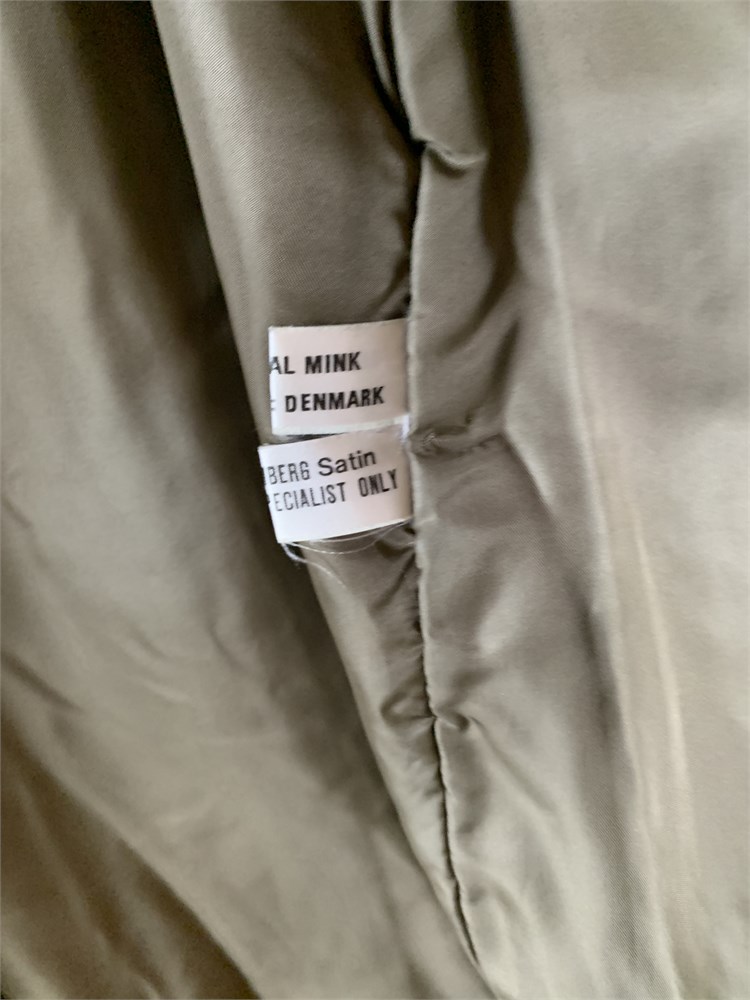 AL MINK
: DENMARK
BERG Satin
ECIALIST ONLY